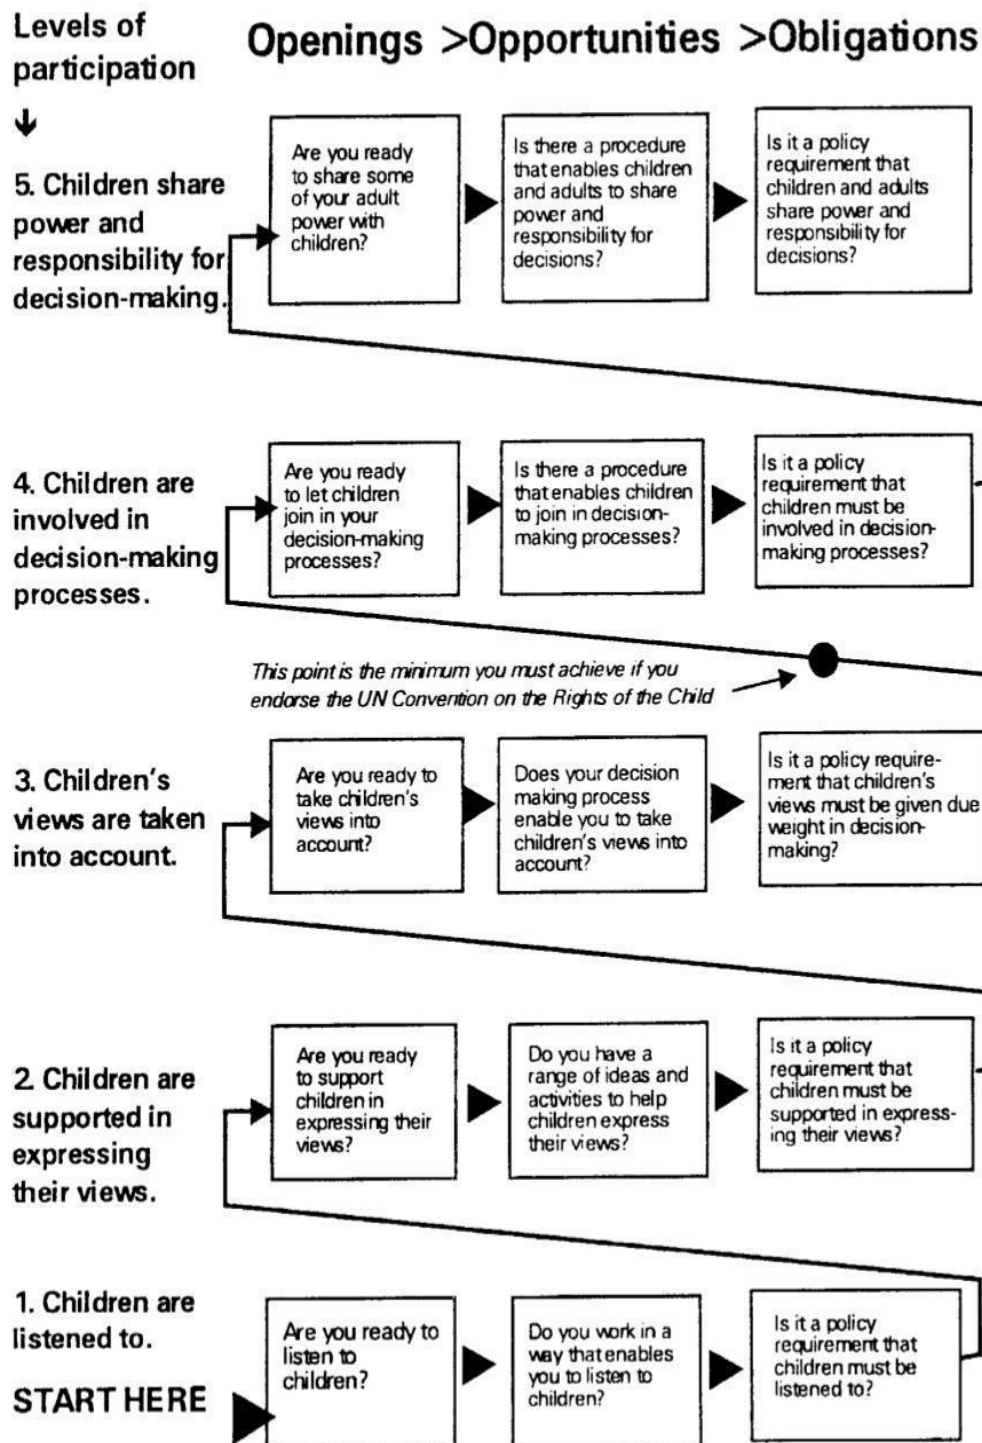 Levels of
participation
↓
Openings >Opportunities >Obligations
5. Children share
power and
responsibility for
decision-making.
Are you ready
to share some
of your adult
power with
children?
Is there a procedure
that enables children
and adults to share
power and
responsibility for
decisions?
Is it a policy
requirement that
children and adults
share power and
responsibility for
decisions?
4. Children are
involved in
decision-making
processes.
Are you ready
to let children
join in your
decision-making
processes?
Is there a procedure
that enables children
to join in decision-
making processes?
Is it a policy
requirement that
children must be
involved in decision-
making processes?
This point is the minimum you must achieve if you
endorse the UN Convention on the Rights of the Child
3. Children's
views are taken
into account.
Are you ready to
take children's
views into
account?
Does your decision
making process
enable you to take
children's views into
account?
Is it a policy require-
ment that children's
views must be given due
weight in decision-
making?
2. Children are
supported in
expressing
their views.
Are you ready
to support
children in
expressing their
views?
Do you have a
range of ideas and
activities to help
children express
their views?
Is it a policy
requirement that
children must be
supported in express-
ing their views?
1. Children are
listened to.
START HERE
Are you ready to
listen to
children?
Do you work in a
way that enables
you to listen to
children?
Is it a policy
requirement that
children must be
listened to?